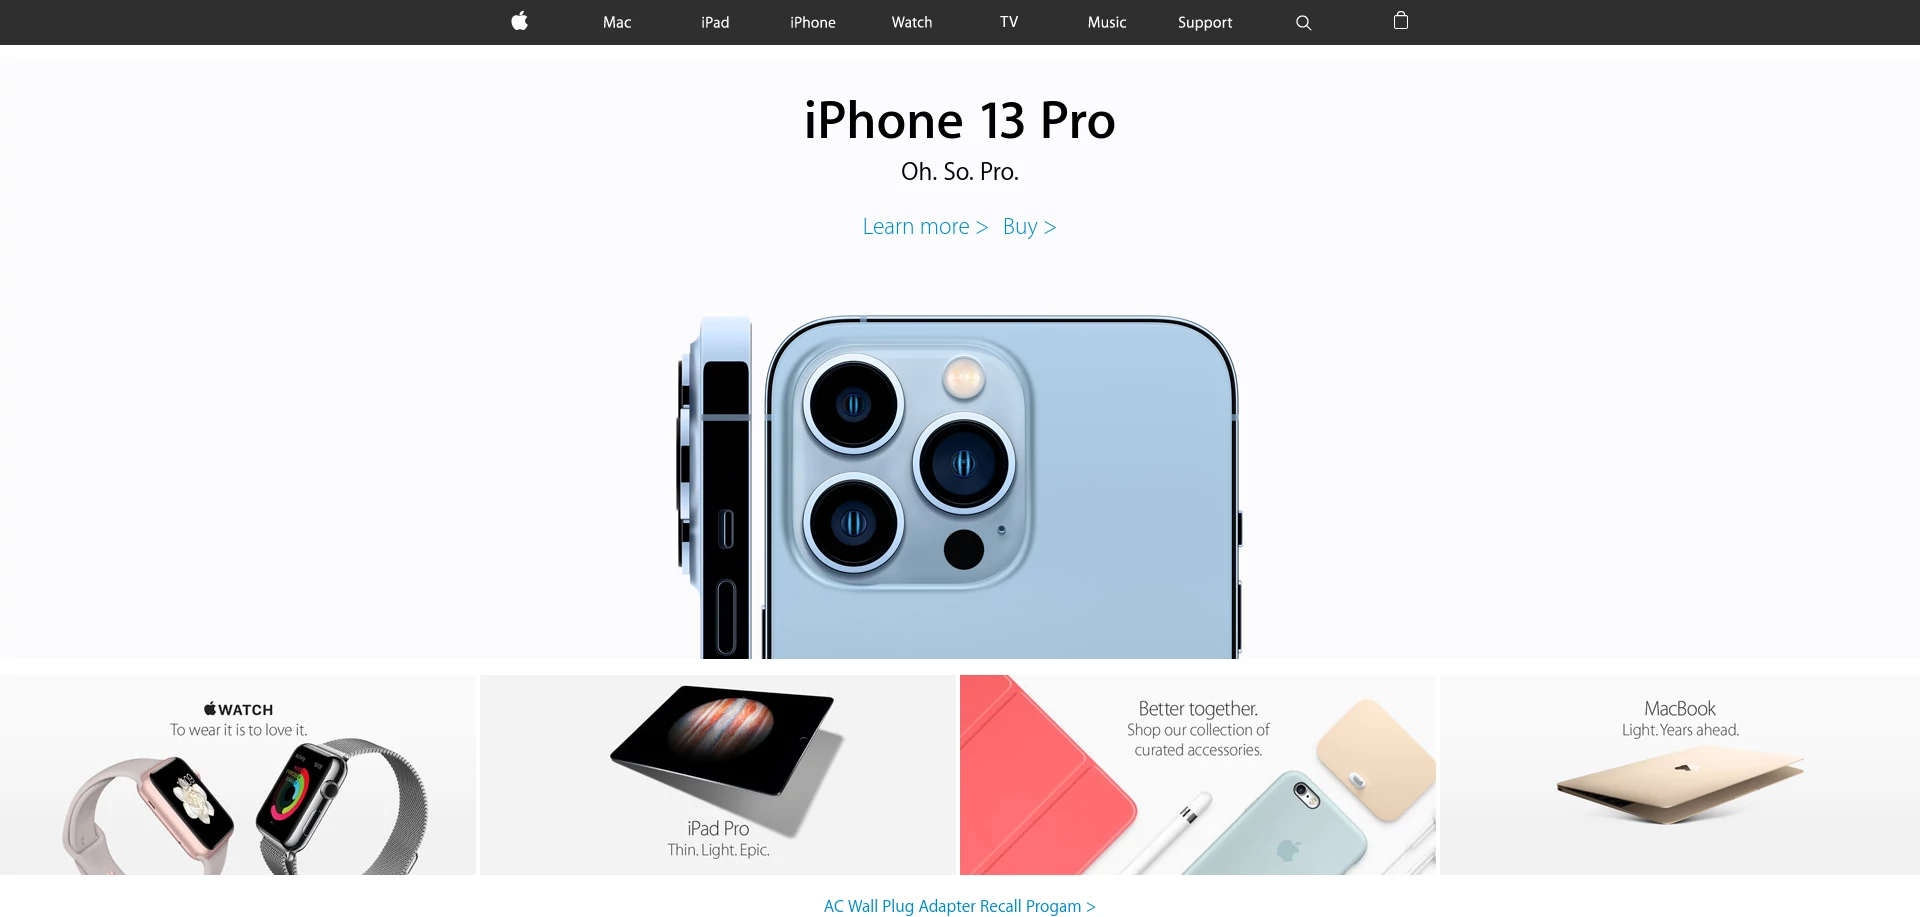 Mac iPad iPhone Watch TV Music Support
iPhone 13 Pro
Oh. So. Pro.
Learn more > Buy >
WATCH
To wear it is to love it.
iPad Pro
Thin. Light. Epic.
Better together.
Shop our collection of
curated accessories.
MacBook
Light. Years ahead.
AC Wall Plug Adapter Recall Progam >